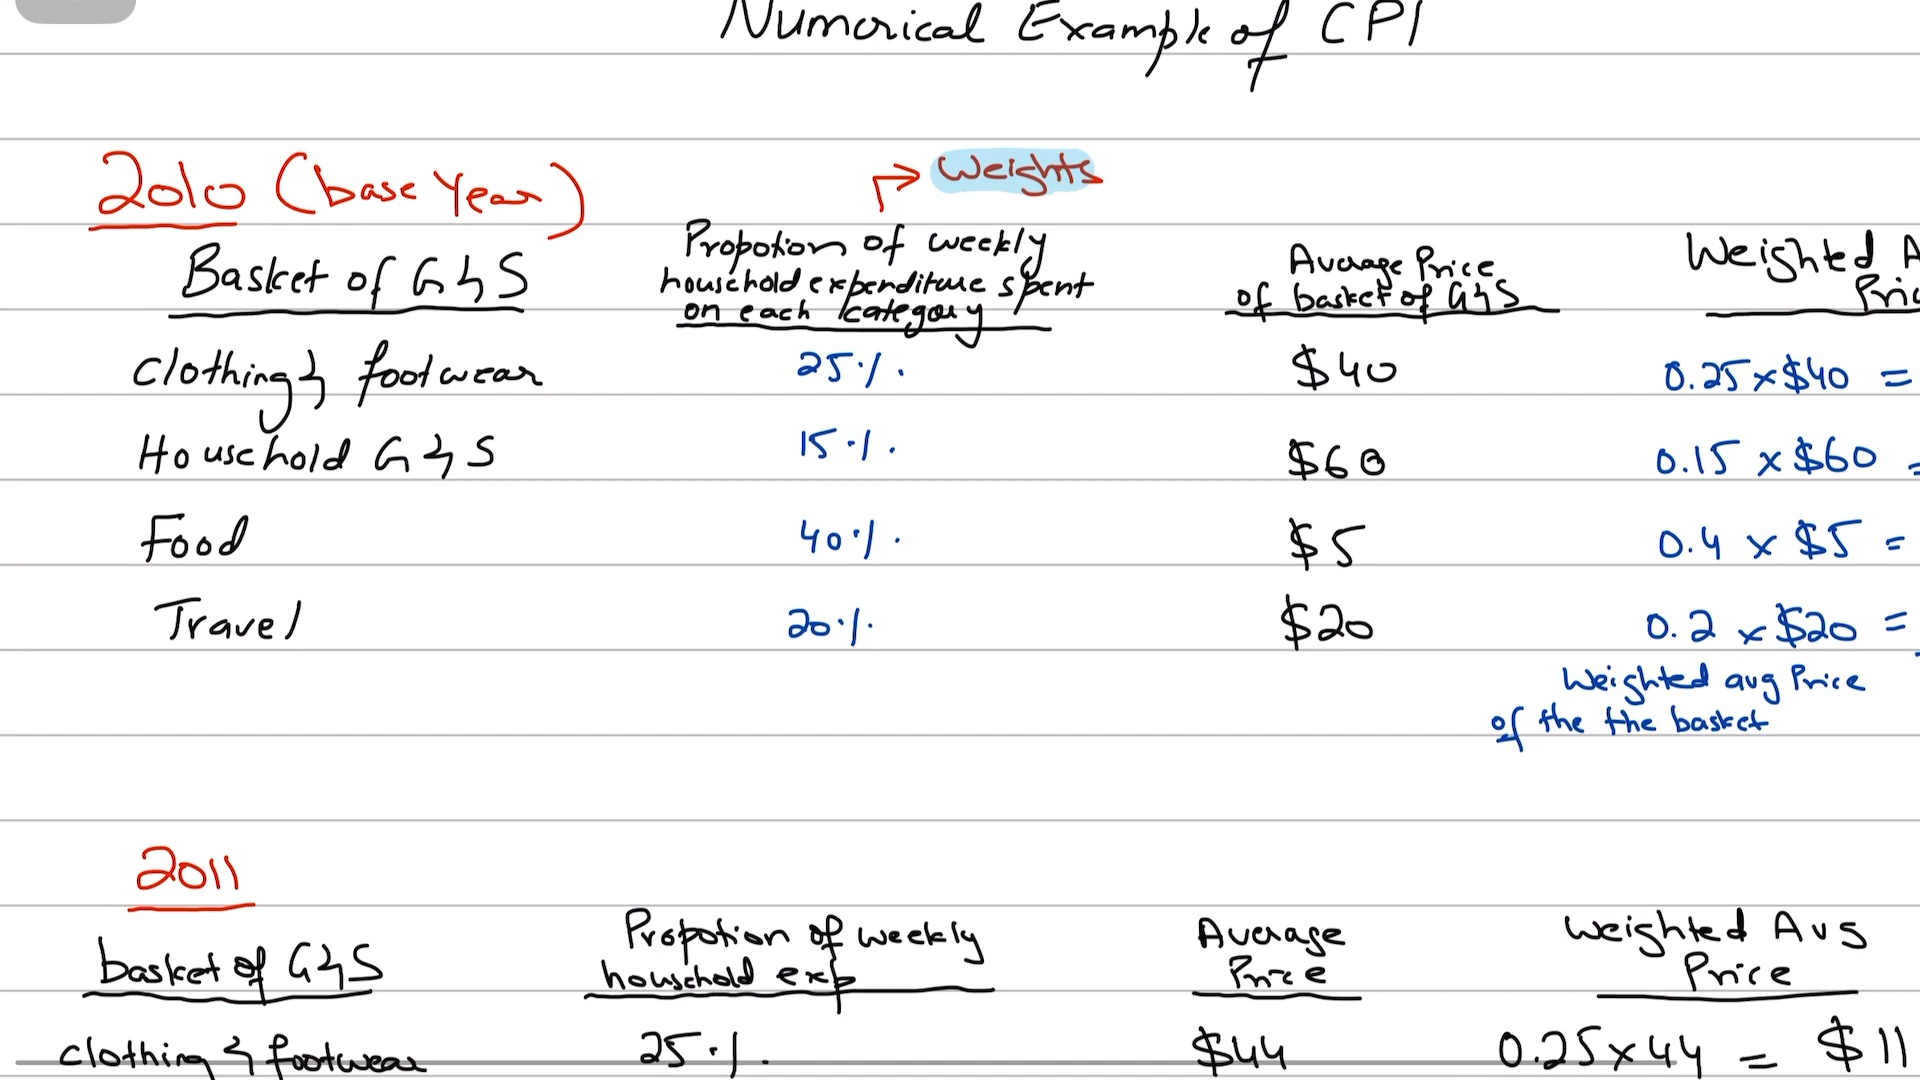 Numerical Example of CPI
2010 (base Year)
Weights
Basket of G & S
Propotion of weekly
household expenditure spent
on each category
Average Price
of basket of G & S
Weighted A
Pric
Clothing & footwear 25% $40 0.25 x $40 =
Household G & S 15% $60 0.15 x $60 =
Food 40% $5 0.4 x $5 =
Travel 20% $20 0.2 x $20 =
Weighted avg Price
of the the basket
2011
basket of G & S
Propotion of weekly
household exp
Average
Price
Weighted Avg
Price
clothing & footwear 25% $44 0.25 x 44 = $11